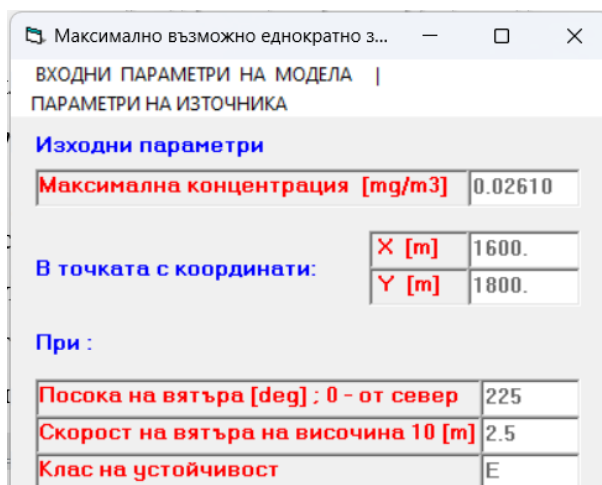 Максимално възможно еднократно з...
ВХОДНИ ПАРАМЕТРИ НА МОДЕЛА |
ПАРАМЕТРИ НА ИЗТОЧНИКА
Изходни параметри
Максимална концентрация [mg/m3] 0.02610
В точката с координати:
X [m] 1600.
Y [m] 1800.
При :
Посока на вятъра [deg] ; 0 - от север 225
Скорост на вятъра на височина 10 [m] 2.5
Клас на устойчивост E